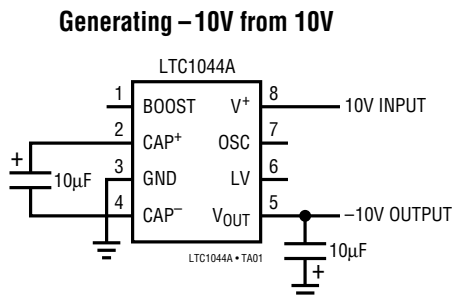 Generating –10V from 10V
LTC1044A
1 BOOST V+ 8 10V INPUT
2 CAP+ OSC 7
+ 10µF 3 GND LV 6
4 CAP– VOUT 5 –10V OUTPUT
10µF
+
LTC1044A • TA01